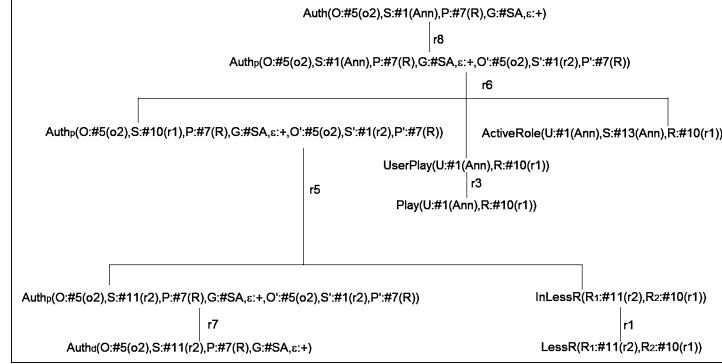 Auth(O:#5(o2),S:#1(Ann),P:#7(R),G:#SA,ε:+)
r8
Authp(O:#5(o2),S:#1(Ann),P:#7(R),G:#SA,ε:+,O':#5(o2),S':#1(r2),P':#7(R))
r6
Authp(O:#5(o2),S:#10(r1),P:#7(R),G:#SA,ε:+,O':#5(o2),S':#1(r2),P':#7(R))
ActiveRole(U:#1(Ann),S:#13(Ann),R:#10(r1))
UserPlay(U:#1(Ann),R:#10(r1))
r5
r3
Play(U:#1(Ann),R:#10(r1))
Authp(O:#5(o2),S:#11(r2),P:#7(R),G:#SA,ε:+,O':#5(o2),S':#1(r2),P':#7(R))
InLessR(R1:#11(r2),R2:#10(r1))
r7
r1
Authd(O:#5(o2),S:#11(r2),P:#7(R),G:#SA,ε:+)
LessR(R1:#11(r2),R2:#10(r1))